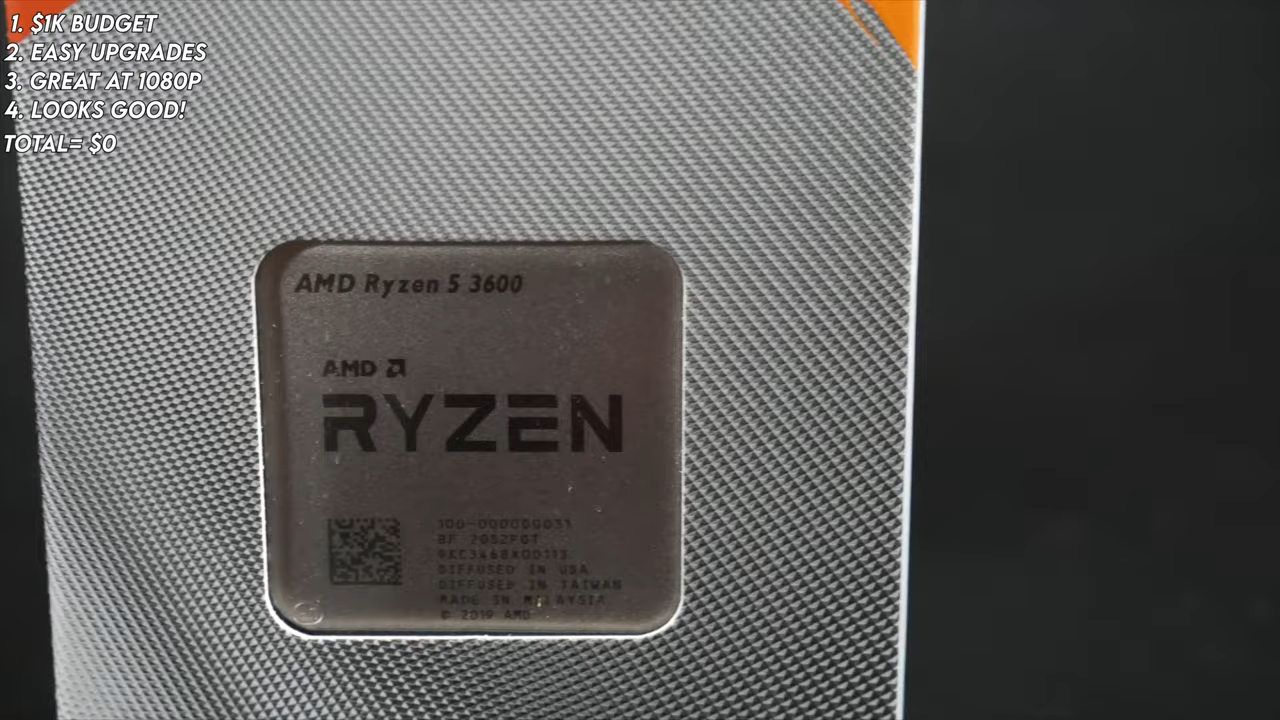 1. $1K BUDGET
2. EASY UPGRADES
3. GREAT AT 1080P
4. LOOKS GOOD!
TOTAL= $0
AMD Ryzen 5 3600
AMD
RYZEN
100-000000031
BF 2052PGT
DIFFUSED IN USA
DIFFUSED IN TAIWAN
MADE IN MALAYSIA
© 2019 AMD